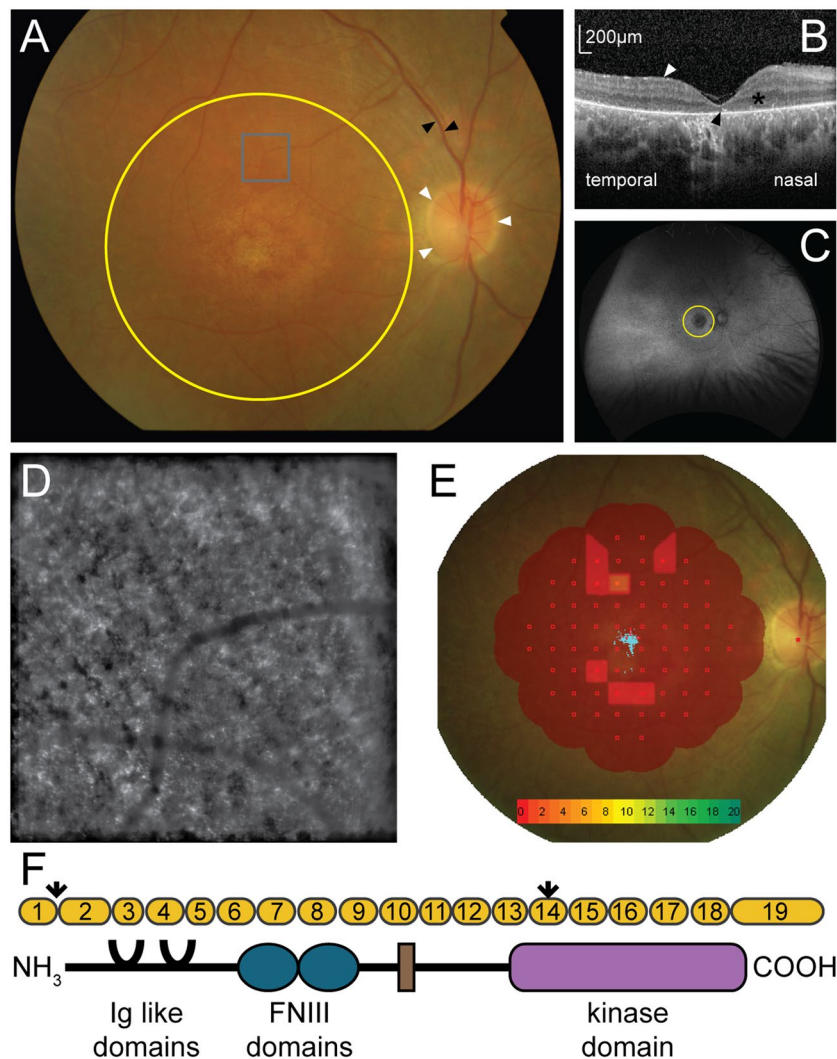 A
B
200µm
*
temporal
nasal
C
D
E
0 2 4 6 8 10 12 14 16 18 20
F
1 2 3 4 5 6 7 8 9 10 11 12 13 14 15 16 17 18 19
NH3
COOH
Ig like
domains
FNIII
domains
kinase
domain